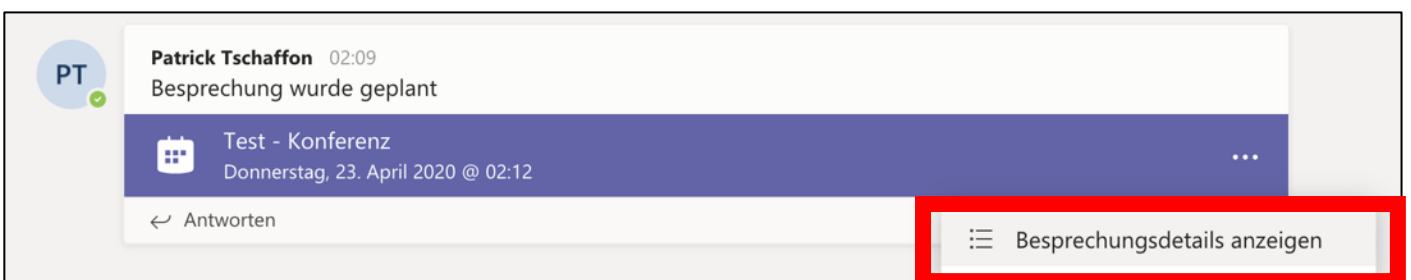 PT
Patrick Tschaffon 02:09
Besprechung wurde geplant
Test - Konferenz
Donnerstag, 23. April 2020 @ 02:12
Antworten
Besprechungsdetails anzeigen